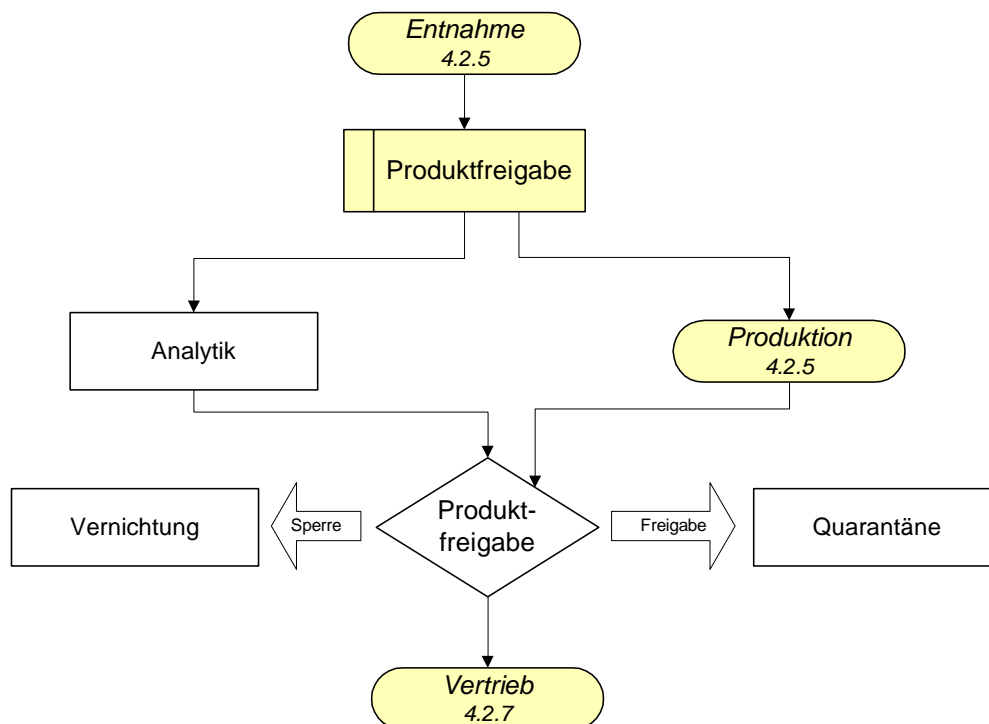 Entnahme
4.2.5
Produktfreigabe
Analytik
Produktion
4.2.5
Vernichtung
Sperre
Produkt-
freigabe
Freigabe
Quarantäne
Vertrieb
4.2.7